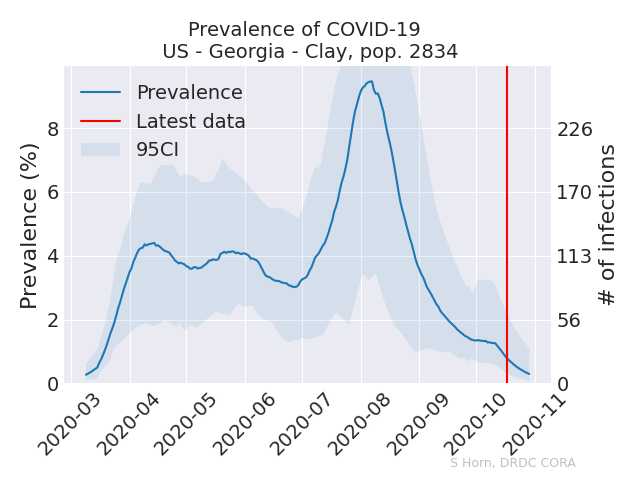 Prevalence of COVID-19
US - Georgia - Clay, pop. 2834
Prevalence
Latest data
95CI
Prevalence (%)
8
6
4
2
0
226
170
113
56
0
# of infections
2020-03
2020-04
2020-05
2020-06
2020-07
2020-08
2020-09
2020-10
2020-11
S Horn, DRDC CORA